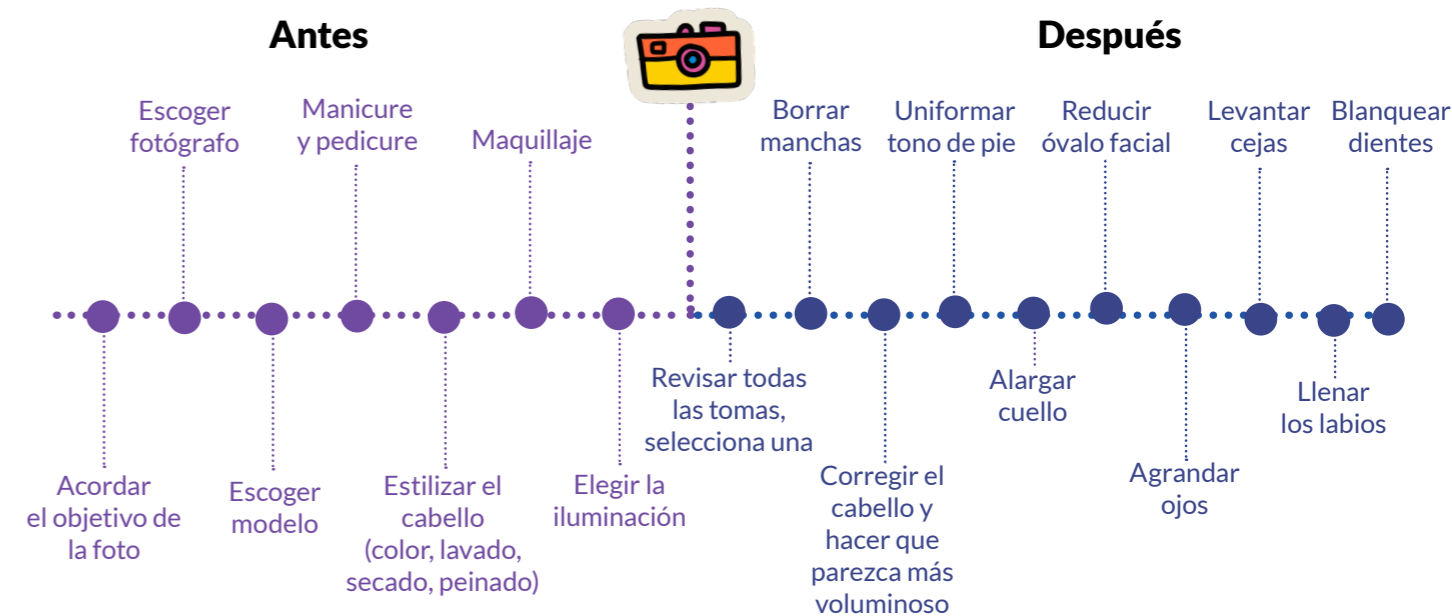 Antes
Después
Acordar
el objetivo de
la foto
Escoger
fotógrafo
Escoger
modelo
Manicure
y pedicure
Estilizar el
cabello
(color, lavado,
secado, peinado)
Maquillaje
Elegir la
iluminación
Revisar todas
las tomas,
selecciona una
Borrar
manchas
Corregir el
cabello y
hacer que
parezca más
voluminoso
Uniformar
tono de pie
Alargar
cuello
Reducir
óvalo facial
Agrandar
ojos
Levantar
cejas
Llenar
los labios
Blanquear
dientes